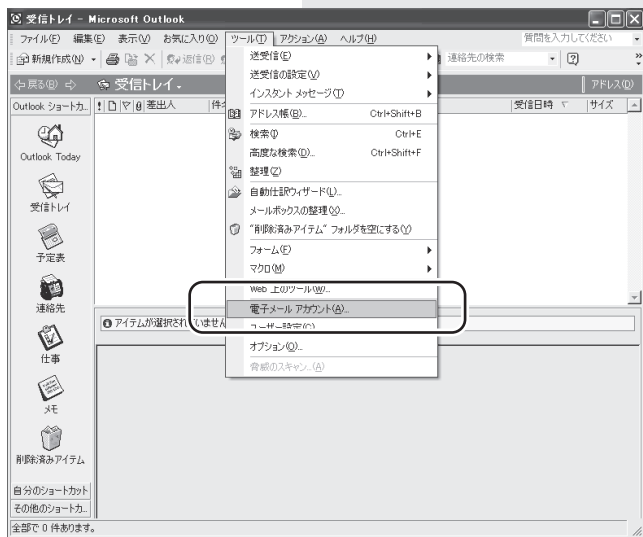 受信トレイ - Microsoft Outlook
ファイル(F) 編集(E) 表示(V) お気に入り(O) ツール(T) アクション(A) ヘルプ(H) 質問を入力してください
新規作成(N) 返信(R) 連絡先の検索
戻る(B) 受信トレイ. アドレス(D)
Outlook ショートカ... 差出人 受信日時 サイズ
送受信(E)
送受信の設定(V)
インスタント メッセージ(T)
アドレス帳(B)... Ctrl+Shift+B
検索(I) Ctrl+E
高度な検索(D)... Ctrl+Shift+F
整理(Z)
自動仕訳ウィザード(L)...
メールボックスの整理(X)...
"削除済みアイテム" フォルダを空にする(Y)
フォーム(F)
マクロ(M)
Web 上のツール(W)...
電子メール アカウント(A)...
ユーザー設定(C)...
オプション(O)...
脅威のスキャン...(A)
Outlook Today
受信トレイ
予定表
連絡先
仕事
メモ
削除済みアイテム
自分のショートカット
その他のショートカ...
アイテムが選択されていません
全部で 0 件あります。